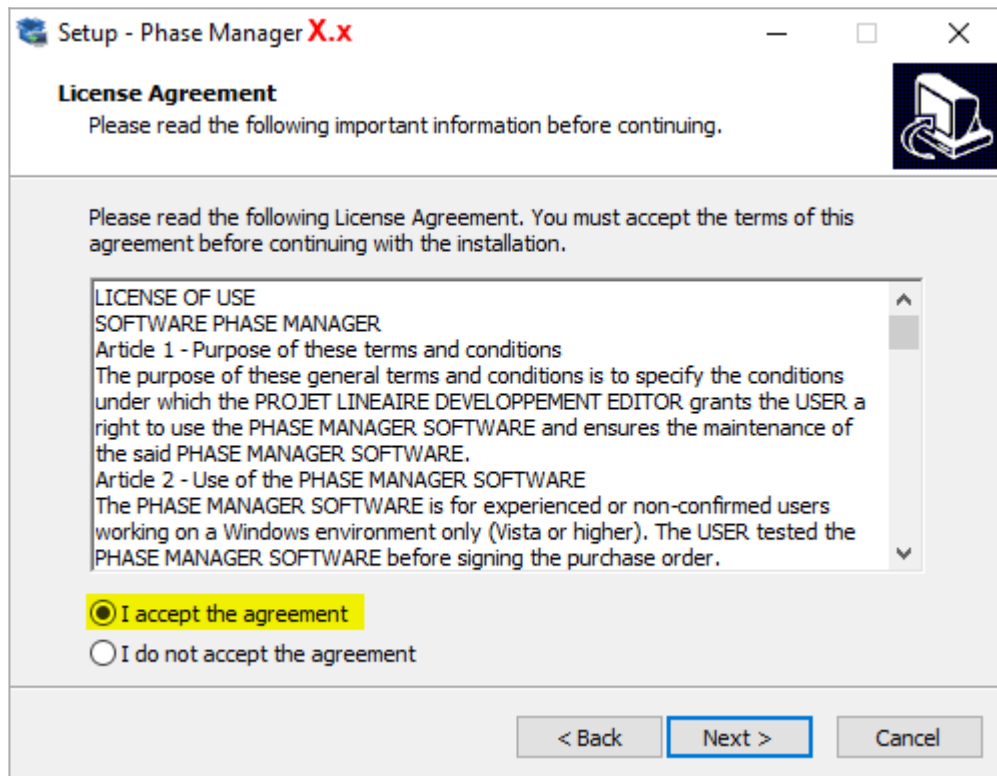 Setup - Phase Manager X.x
License Agreement
Please read the following important information before continuing.
Please read the following License Agreement. You must accept the terms of this
agreement before continuing with the installation.
LICENSE OF USE
SOFTWARE PHASE MANAGER
Article 1 - Purpose of these terms and conditions
The purpose of these general terms and conditions is to specify the conditions
under which the PROJET LINEAIRE DEVELOPPEMENT EDITOR grants the USER a
right to use the PHASE MANAGER SOFTWARE and ensures the maintenance of
the said PHASE MANAGER SOFTWARE.
Article 2 - Use of the PHASE MANAGER SOFTWARE
The PHASE MANAGER SOFTWARE is for experienced or non-confirmed users
working on a Windows environment only (Vista or higher). The USER tested the
PHASE MANAGER SOFTWARE before signing the purchase order.
I accept the agreement
I do not accept the agreement
< Back Next > Cancel